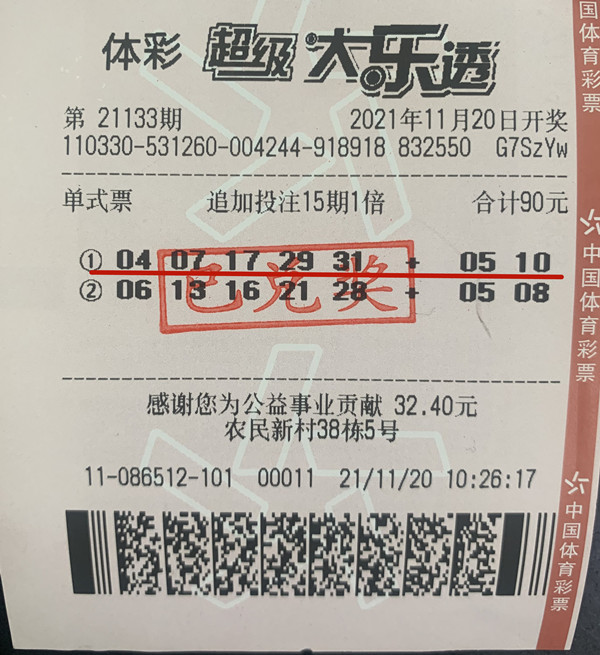 体彩 超级大乐透
第 21133期 2021年11月20日开奖
110330-531260-004244-918918 832550 G7SzYw
单式票 追加投注15期1倍 合计90元
① 04 07 17 29 31 + 05 10
② 06 13 16 21 28 + 05 08
已兑奖
感谢您为公益事业贡献 32.40元
农民新村38栋5号
11-086512-101 00011 21/11/20 10:26:17
国体育彩票
中国体育彩票
中国体育彩票